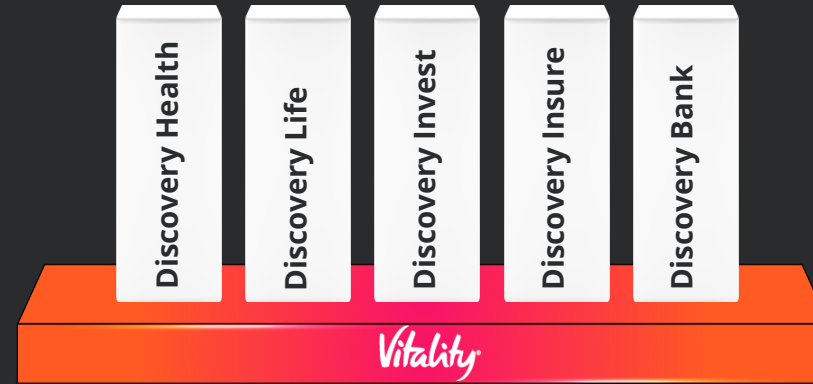 Discovery Health
Discovery Life
Discovery Invest
Discovery Insure
Discovery Bank
Vitality